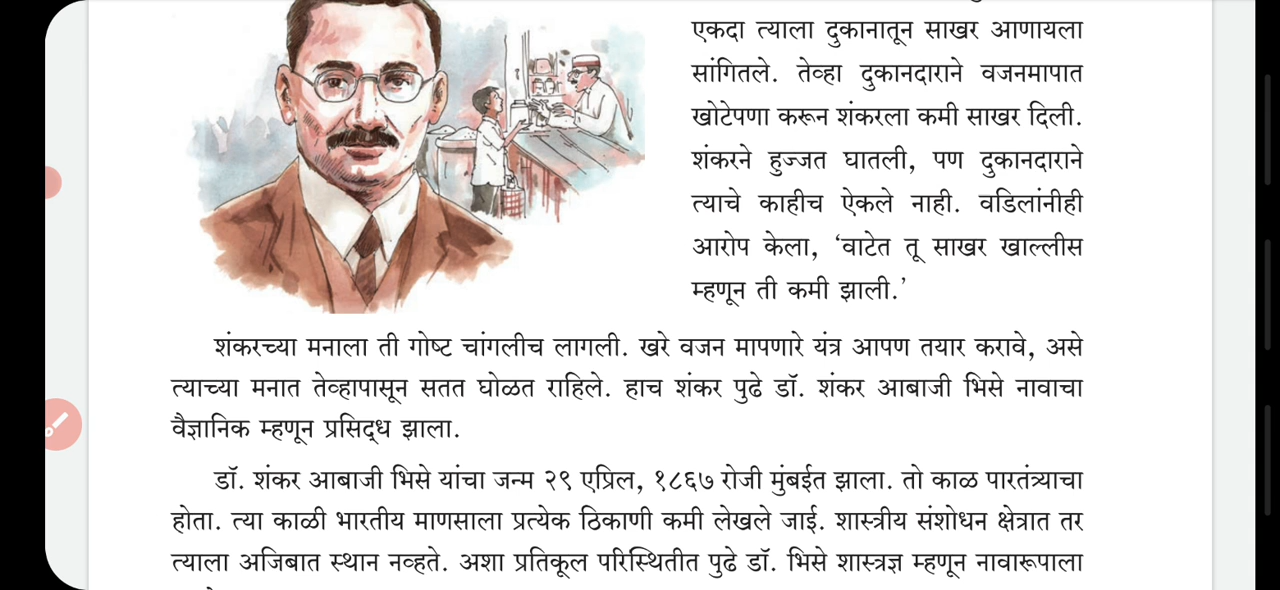 एकदा त्याला दुकानातून साखर आणायला
सांगितले. तेव्हा दुकानदाराने वजनमापात
खोटेपणा करून शंकरला कमी साखर दिली.
शंकरने हुज्जत घातली, पण दुकानदाराने
त्याचे काहीच ऐकले नाही. वडिलांनीही
आरोप केला, ‘वाटेत तू साखर खाल्लीस
म्हणून ती कमी झाली.’
शंकरच्या मनाला ती गोष्ट चांगलीच लागली. खरे वजन मापणारे यंत्र आपण तयार करावे, असे
त्याच्या मनात तेव्हापासून सतत घोळत राहिले. हाच शंकर पुढे डॉ. शंकर आबाजी भिसे नावाचा
वैज्ञानिक म्हणून प्रसिद्ध झाला.
डॉ. शंकर आबाजी भिसे यांचा जन्म २९ एप्रिल, १८६७ रोजी मुंबईत झाला. तो काळ पारतंत्र्याचा
होता. त्या काळी भारतीय माणसाला प्रत्येक ठिकाणी कमी लेखले जाई. शास्त्रीय संशोधन क्षेत्रात तर
त्याला अजिबात स्थान नव्हते. अशा प्रतिकूल परिस्थितीत पुढे डॉ. भिसे शास्त्रज्ञ म्हणून नावारूपाला